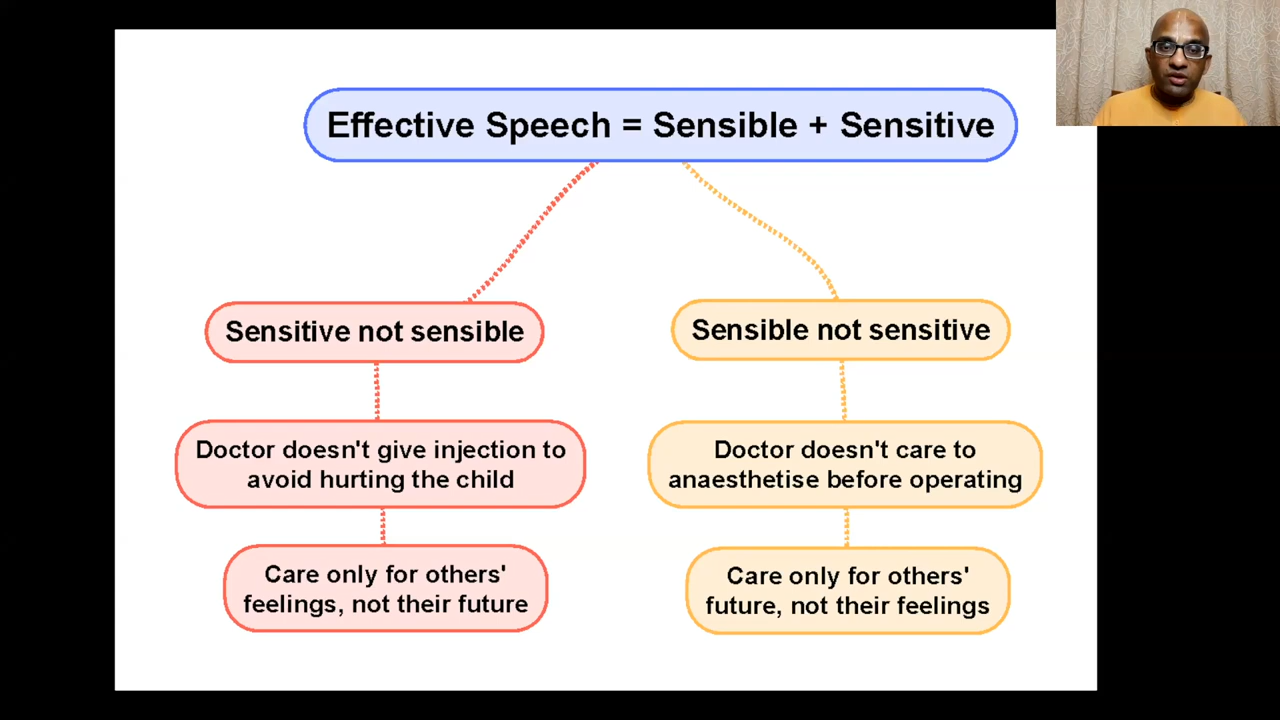 Effective Speech = Sensible + Sensitive
Sensitive not sensible
Doctor doesn't give injection to
avoid hurting the child
Care only for others'
feelings, not their future
Sensible not sensitive
Doctor doesn't care to
anaesthetise before operating
Care only for others'
future, not their feelings